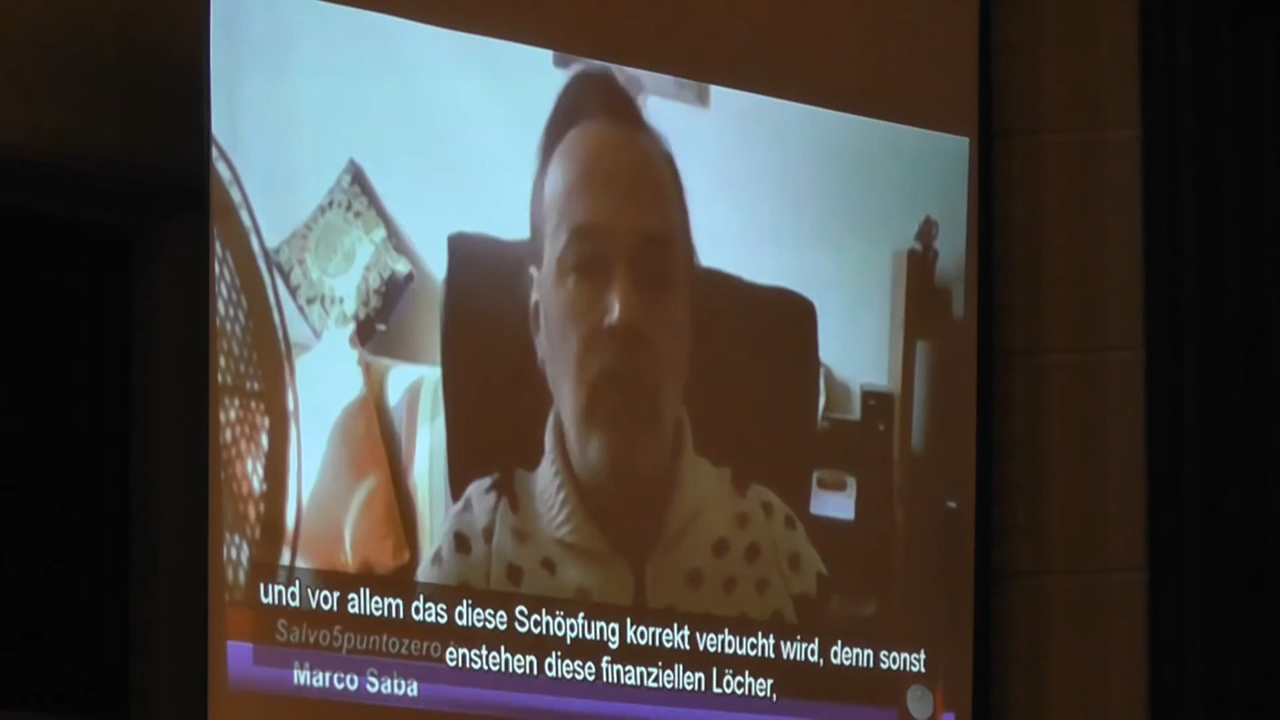 und vor allem das diese Schöpfung korrekt verbucht wird, denn sonst
enstehen diese finanziellen Löcher,
Salvo5puntozero
Marco Saba